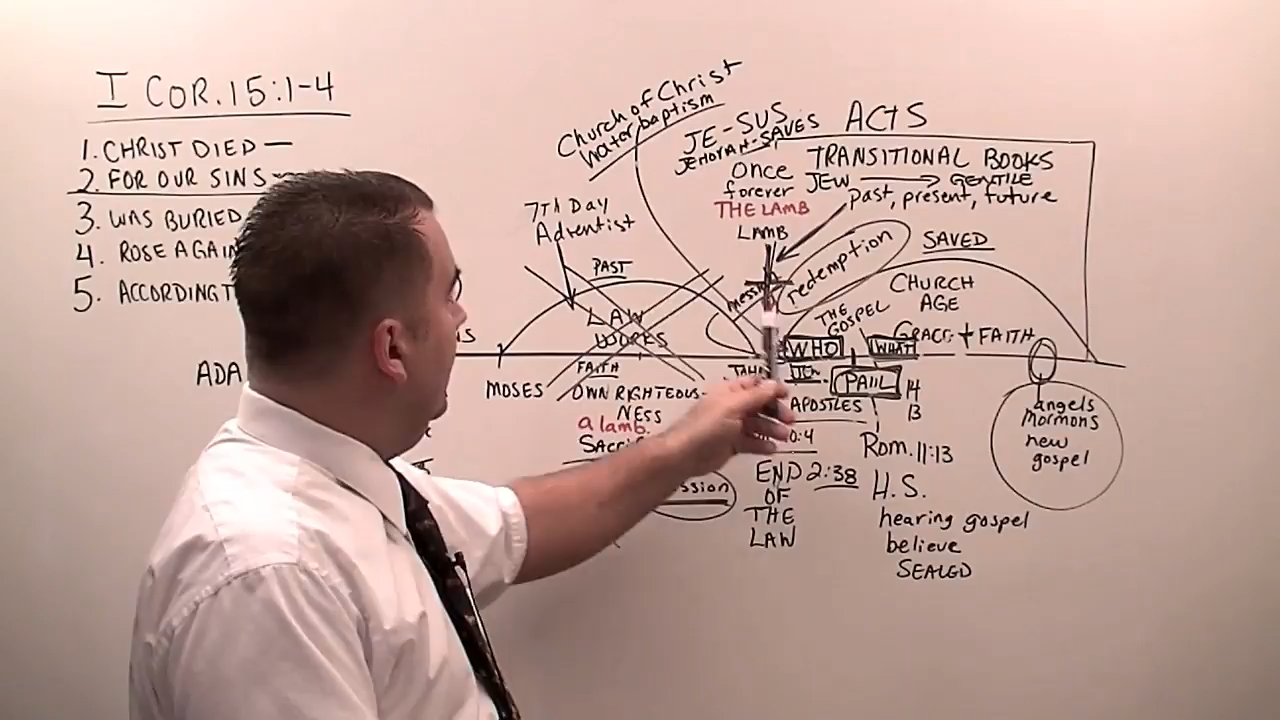 I COR. 15:1-4
1. CHRIST DIED —
2. FOR OUR SINS
3. WAS BURIED
4. ROSE AGAIN
5. ACCORDING T
ADA
MOSES
7TH DAY
Adventist
PAST
LAW
WORKS
FAITH
OWN RIGHTEOUS-
NESS
a lamb
Church of Christ
water baptism
JE-SUS
JEHOVAH-SAVES
Once
forever
THE LAMB
LAMB
ACTS
TRANSITIONAL BOOKS
JEW → GENTILE
past, present, future
redemption
SAVED
CHURCH
AGE
THE
GOSPEL
GRACE + FAITH
WHO
WHAT
PAUL
14
13
APOSTLES
Rom. 11:13
0:4
END 2:38
OF
THE
LAW
H.S.
hearing gospel
believe
SEALED
angels
Mormons
new
gospel
ssion